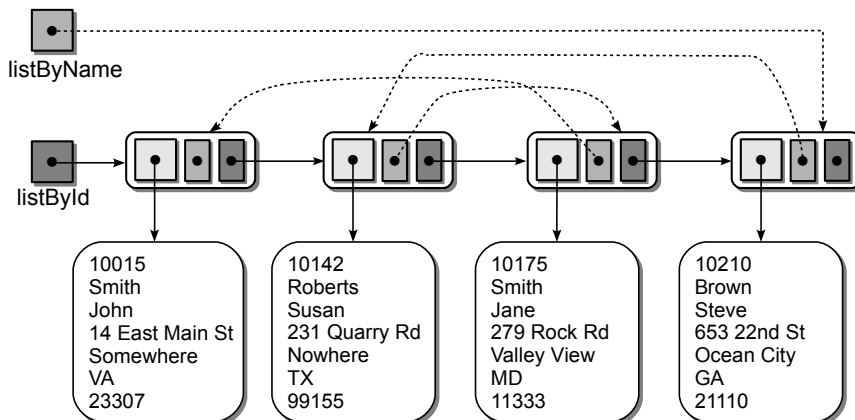 listByName
listById
10015
Smith
John
14 East Main St
Somewhere
VA
23307
10142
Roberts
Susan
231 Quarry Rd
Nowhere
TX
99155
10175
Smith
Jane
279 Rock Rd
Valley View
MD
11333
10210
Brown
Steve
653 22nd St
Ocean City
GA
21110